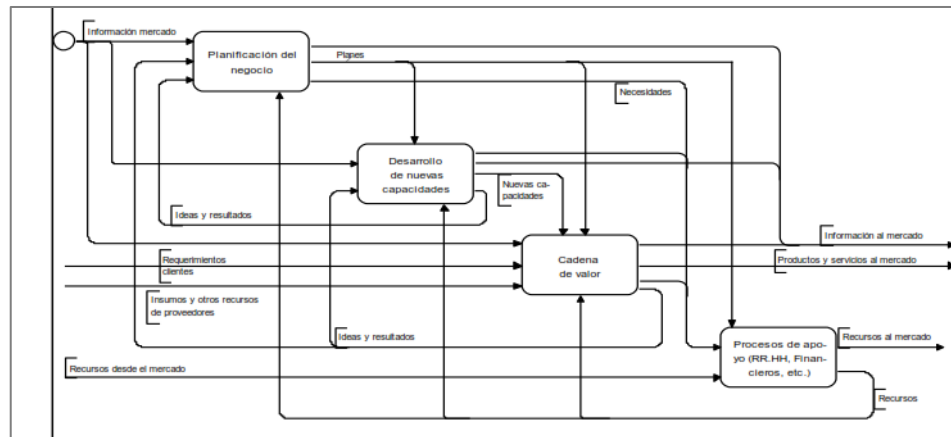 Información mercado
Planificación del
negocio
Planes
Necesidades
Desarrollo
de nuevas
capacidades
Nuevas ca-
pacidades
Ideas y resultados
Información al mercado
Requerimientos
clientes
Cadena
de valor
Productos y servicios al mercado
Insumos y otros recursos
de proveedores
Ideas y resultados
Procesos de apo-
yo (RR.HH, Finan-
cieros, etc.)
Recursos al mercado
Recursos desde el mercado
Recursos